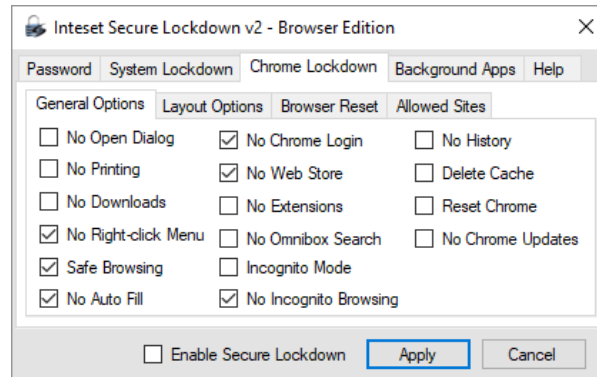 Inteset Secure Lockdown v2 - Browser Edition
Password System Lockdown Chrome Lockdown Background Apps Help
General Options Layout Options Browser Reset Allowed Sites
No Open Dialog No Chrome Login No History
No Printing No Web Store Delete Cache
No Downloads No Extensions Reset Chrome
No Right-click Menu No Omnibox Search No Chrome Updates
Safe Browsing Incognito Mode
No Auto Fill No Incognito Browsing
Enable Secure Lockdown Apply Cancel